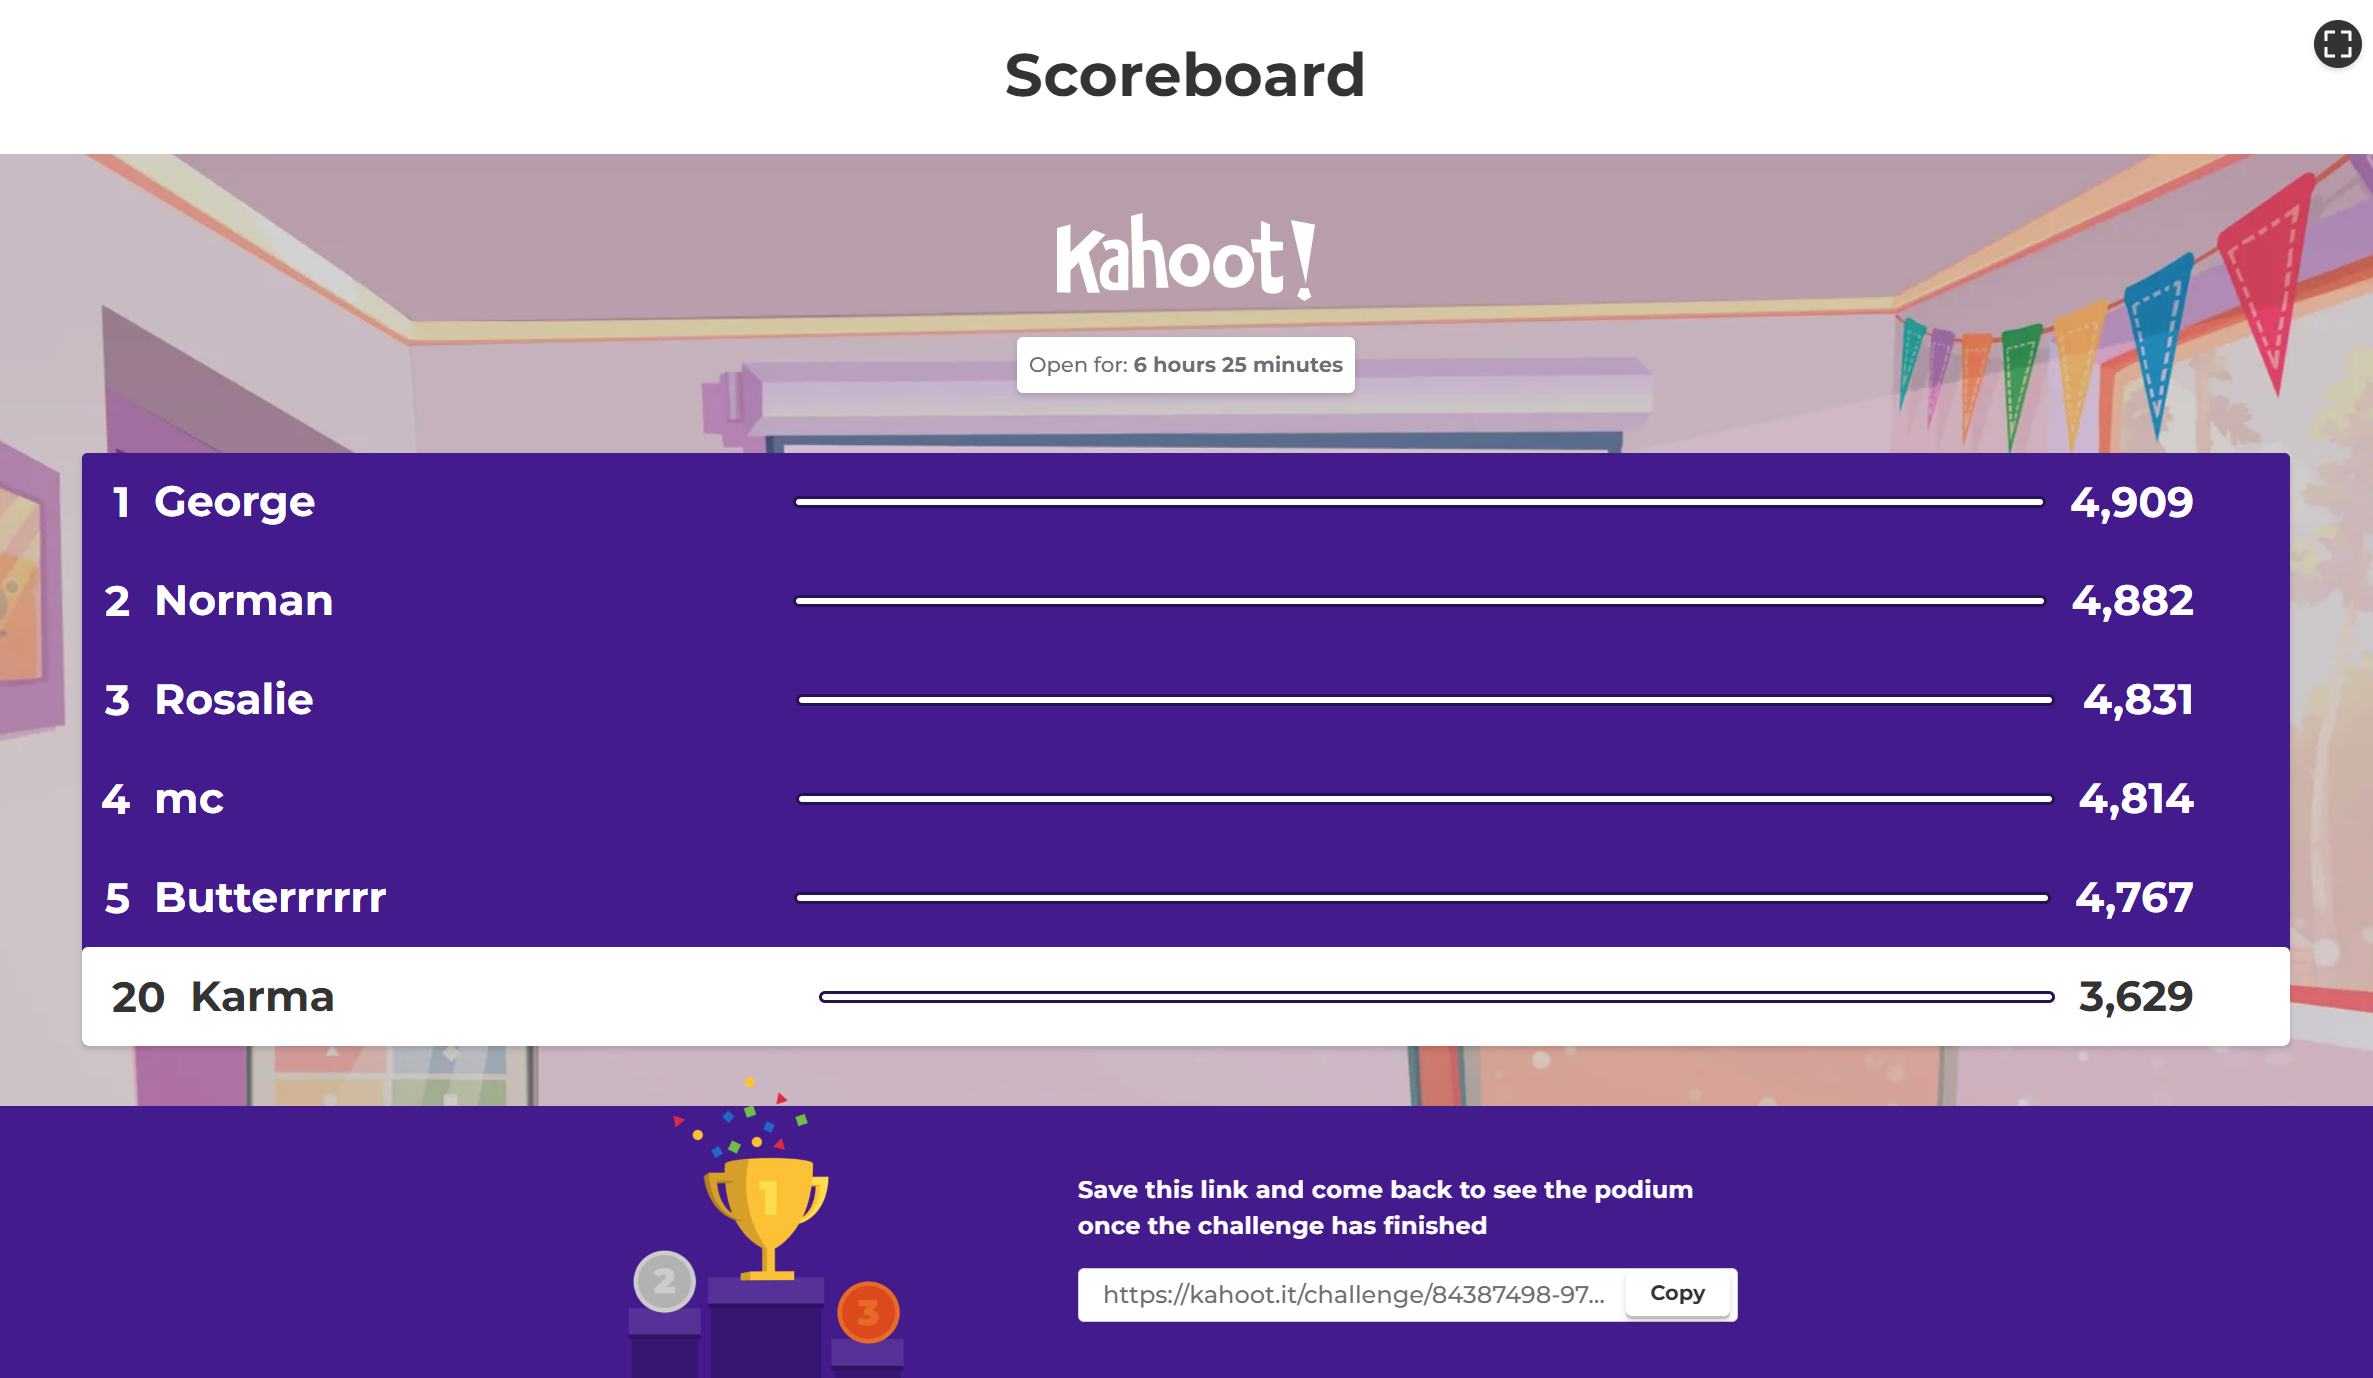 Scoreboard
Kahoot!
Open for: 6 hours 25 minutes
1 George 4,909
2 Norman 4,882
3 Rosalie 4,831
4 mc 4,814
5 Butterrrrrr 4,767
20 Karma 3,629
1
2
3
Save this link and come back to see the podium
once the challenge has finished
https://kahoot.it/challenge/84387498-97... Copy